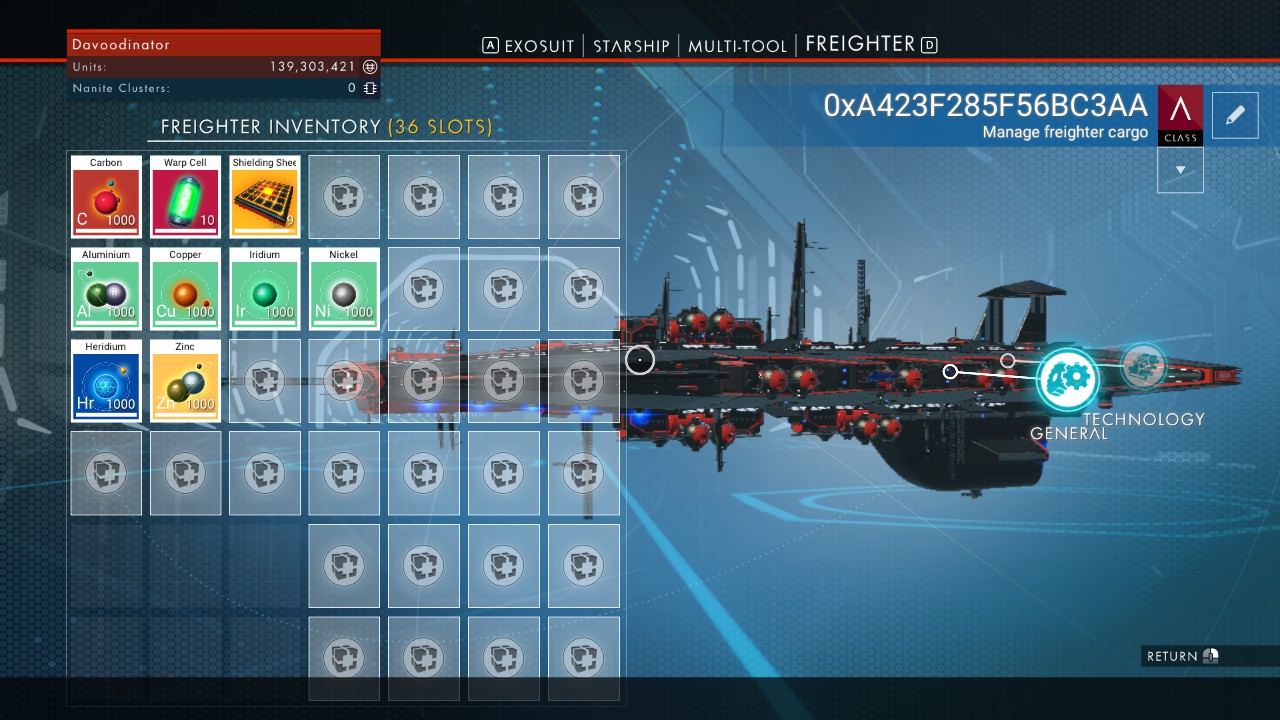 Davoodinator
Units: 139,303,421
Nanite Clusters: 0
A EXOSUIT STARSHIP MULTI-TOOL FREIGHTER D
0xA423F285F56BC3AA
Manage freighter cargo
CLASS
FREIGHTER INVENTORY (36 SLOTS)
Carbon Warp Cell Shielding Shee
C 1000 10 9
Aluminium Copper Iridium Nickel
Al 1000 Cu 1000 Ir 1000 Ni 1000
Heridium Zinc
Hr 1000 Zn 1000
TECHNOLOGY
GENERAL
RETURN